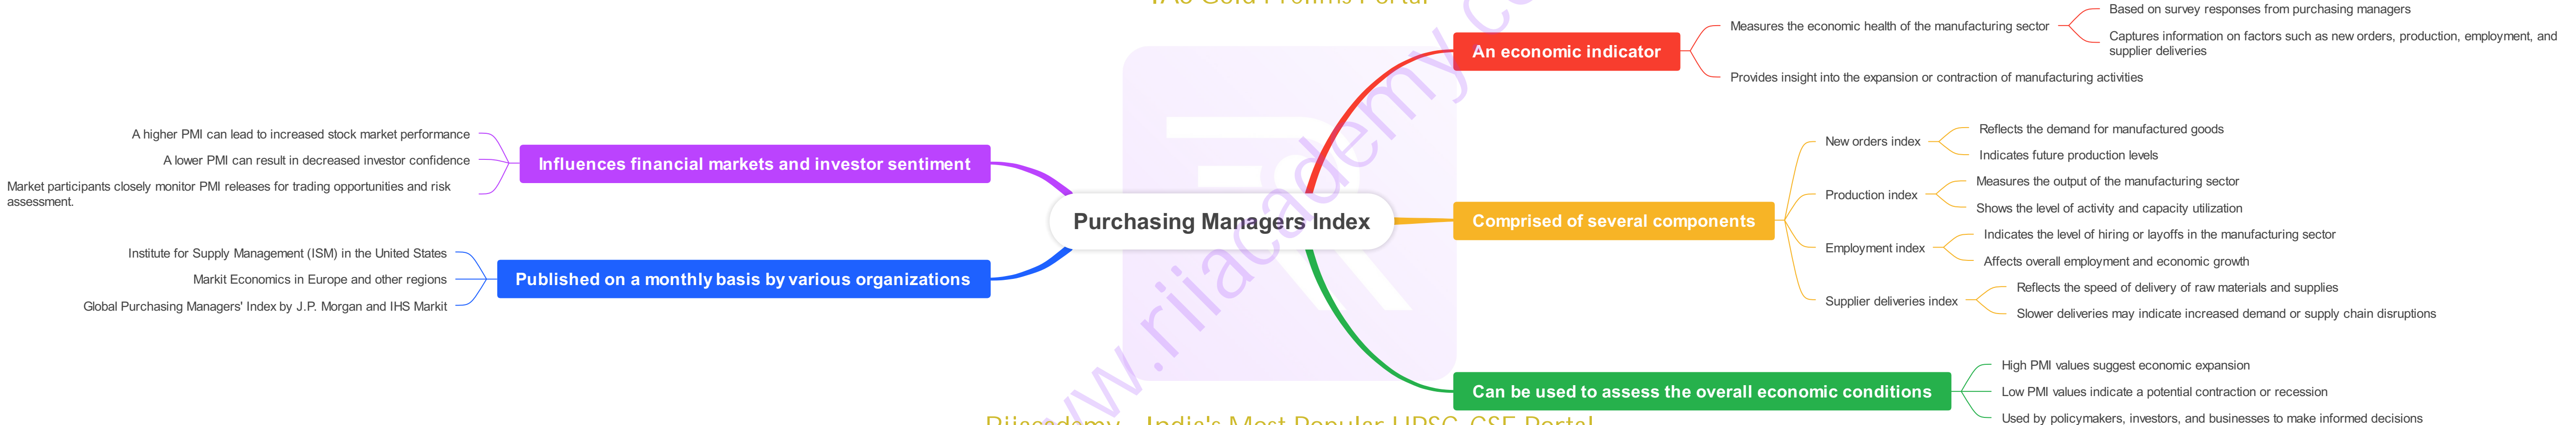 IAS Gold Prelims Portal
Purchasing Managers Index
An economic indicator
Measures the economic health of the manufacturing sector
Based on survey responses from purchasing managers
Captures information on factors such as new orders, production, employment, and
supplier deliveries
Provides insight into the expansion or contraction of manufacturing activities
Comprised of several components
New orders index
Reflects the demand for manufactured goods
Indicates future production levels
Production index
Measures the output of the manufacturing sector
Shows the level of activity and capacity utilization
Employment index
Indicates the level of hiring or layoffs in the manufacturing sector
Affects overall employment and economic growth
Supplier deliveries index
Reflects the speed of delivery of raw materials and supplies
Slower deliveries may indicate increased demand or supply chain disruptions
Can be used to assess the overall economic conditions
High PMI values suggest economic expansion
Low PMI values indicate a potential contraction or recession
Used by policymakers, investors, and businesses to make informed decisions
Influences financial markets and investor sentiment
A higher PMI can lead to increased stock market performance
A lower PMI can result in decreased investor confidence
Market participants closely monitor PMI releases for trading opportunities and risk
assessment.
Published on a monthly basis by various organizations
Institute for Supply Management (ISM) in the United States
Markit Economics in Europe and other regions
Global Purchasing Managers' Index by J.P. Morgan and IHS Markit
India's Most Popular UPSC-CSE Portal